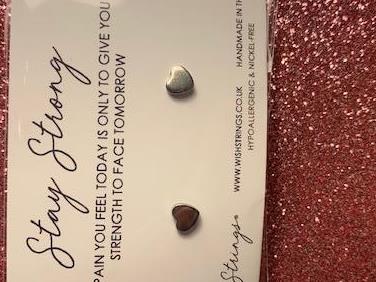 Stay Strong
PAIN YOU FEEL TODAY IS ONLY TO GIVE YOU
STRENGTH TO FACE TOMORROW
Strings
WWW.WISHSTRINGS.CO.UK HANDMADE IN
HYPOALLERGENIC & NICKEL-FREE